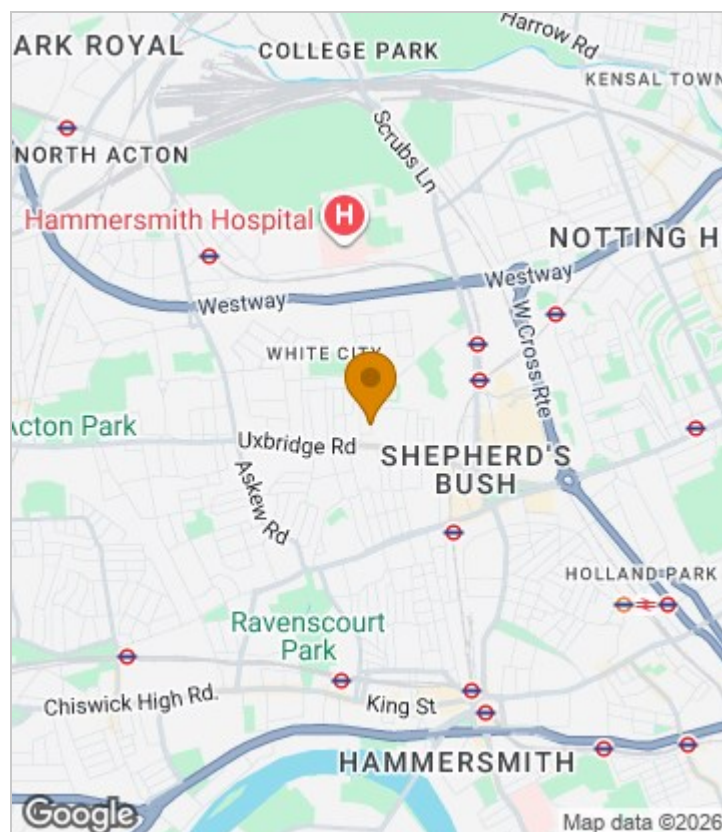 Harrow Rd
ARK ROYAL
COLLEGE PARK
KENSAL TOWN
Scrubs Ln
NORTH ACTON
Hammersmith Hospital
H
NOTTING H
Westway
Westway
W Cross Rte
WHITE CITY
Acton Park
Uxbridge Rd
SHEPHERD'S
BUSH
Askew Rd
HOLLAND PARK
Ravenscourt
Park
Chiswick High Rd.
King St
HAMMERSMITH
Google
Map data ©2026